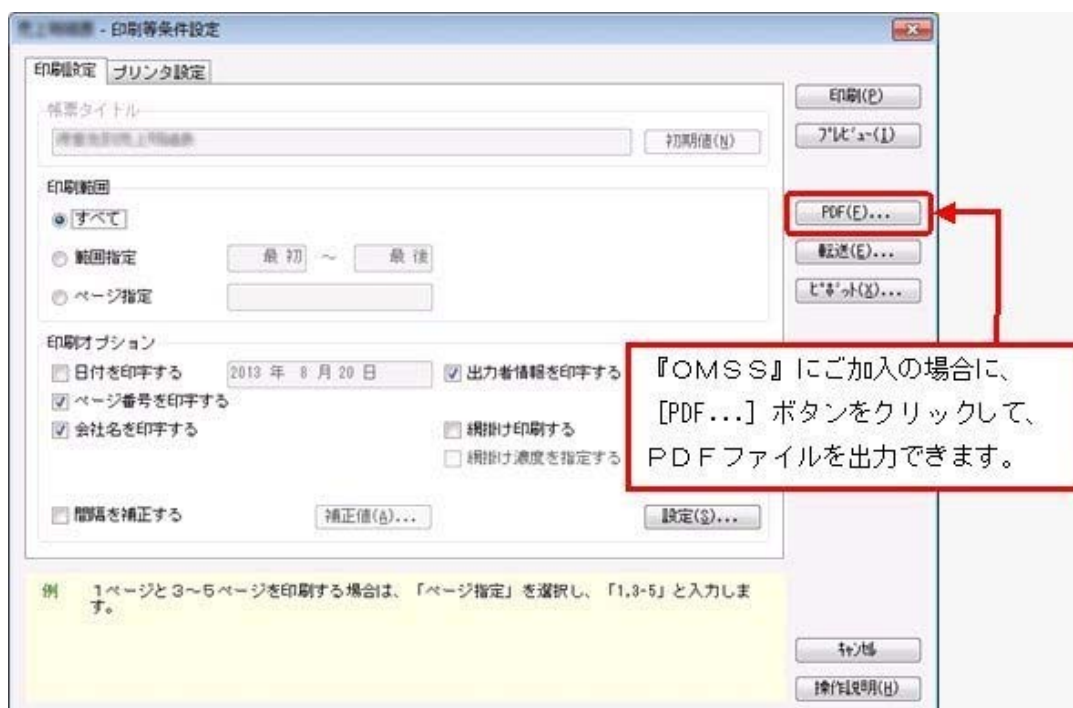 - 印刷等条件設定
印刷設定 プリンタ設定
帳票タイトル
初期値(N)
印刷範囲
すべて
範囲指定 最初 ～ 最後
ページ指定
印刷オプション
日付を印字する 2013 年 8 月 20 日 出力者情報を印字する
ページ番号を印字する
会社名を印字する 網掛け印刷する
網掛け濃度を指定する
間隔を補正する 補正値(A)... 設定(S)...
例 1ページと3～5ページを印刷する場合は、「ページ指定」を選択し、「1,3-5」と入力しま
す。
印刷(P)
ﾌﾟﾚﾋﾞｭｰ(I)
PDF(F)...
転送(E)...
ﾋﾟﾎﾞｯﾄ(X)...
『ＯＭＳＳ』にご加入の場合に、
[PDF...] ボタンをクリックして、
ＰＤＦファイルを出力できます。
ｷｬﾝｾﾙ
操作説明(H)